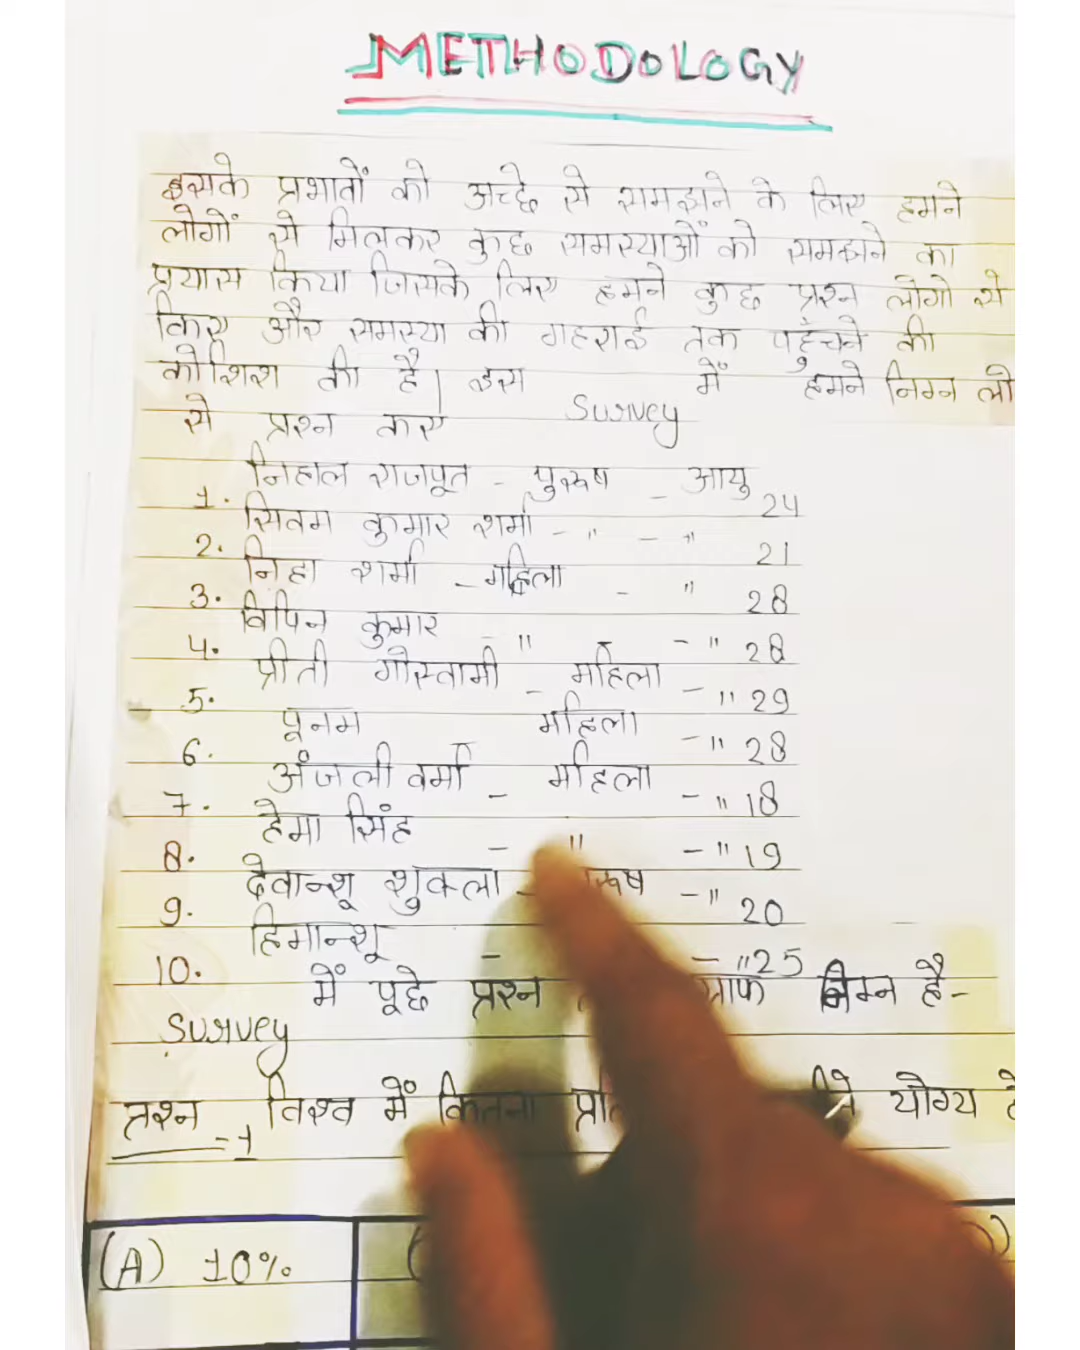 METHODOLOGY
इसके प्रभावों को अच्छे से समझने के लिए हमने
लोगों से मिलकर कुछ समस्याओं को समझने का
प्रयास किया जिसके लिए हमने कुछ प्रश्न लोगो से
किए और समस्या की गहराई तक पहुँचने की
कोशिश की है। इस Survey में हमने निम्न लो
से प्रश्न करे
1. निहाल राजपूत - पुरुष - आयु 24
2. सिवम कुमार शर्मा - " - " 21
3. निहा शर्मा - महिला - " 28
4. विपिन कुमार - " - " 28
5. प्रीती गोस्वामी - महिला - " 29
6. पूनम - महिला - " 28
7. अंजली वर्मा - महिला - " 18
8. हेमा सिंह - " - " 19
9. देवान्शू शुक्ला - रूष - " 20
10. हिमान्शू - - " 25
Survey में पूछे प्रश्न ग्राफ निम्न है-
प्रश्न -1 विश्व में कितना योग्य
(A) 10%